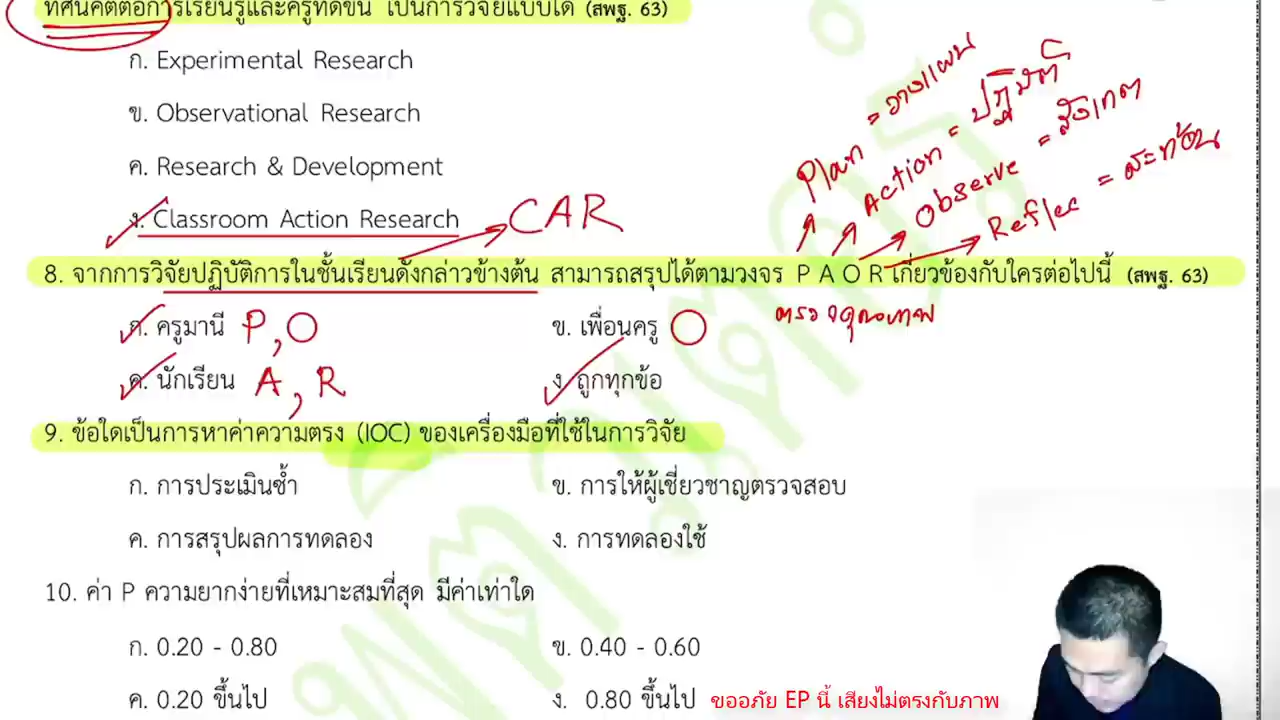 ทัศนคติต่อการเรียนรู้และครูที่ดีขึ้น เป็นการวิจัยแบบใด (สพฐ. 63)
ก. Experimental Research
ข. Observational Research
ค. Research & Development
ง. Classroom Action Research
CAR
Plan = วางแผน
Action = ปฏิบัติ
Observe = สังเกต
Reflec = สะท้อน
8. จากการวิจัยปฏิบัติการในชั้นเรียนดังกล่าวข้างต้น สามารถสรุปได้ตามวงจร P A O R เกี่ยวข้องกับใครต่อไปนี้ (สพฐ. 63)
ตรวจคุณภาพ
ก. ครูมานี P, O ข. เพื่อนครู O
ค. นักเรียน A, R ง. ถูกทุกข้อ
9. ข้อใดเป็นการหาค่าความตรง (IOC) ของเครื่องมือที่ใช้ในการวิจัย
ก. การประเมินซ้ำ ข. การให้ผู้เชี่ยวชาญตรวจสอบ
ค. การสรุปผลการทดลอง ง. การทดลองใช้
10. ค่า P ความยากง่ายที่เหมาะสมที่สุด มีค่าเท่าใด
ก. 0.20 - 0.80 ข. 0.40 - 0.60
ค. 0.20 ขึ้นไป ง. 0.80 ขึ้นไป
ขออภัย EP นี้ เสียงไม่ตรงกับภาพ